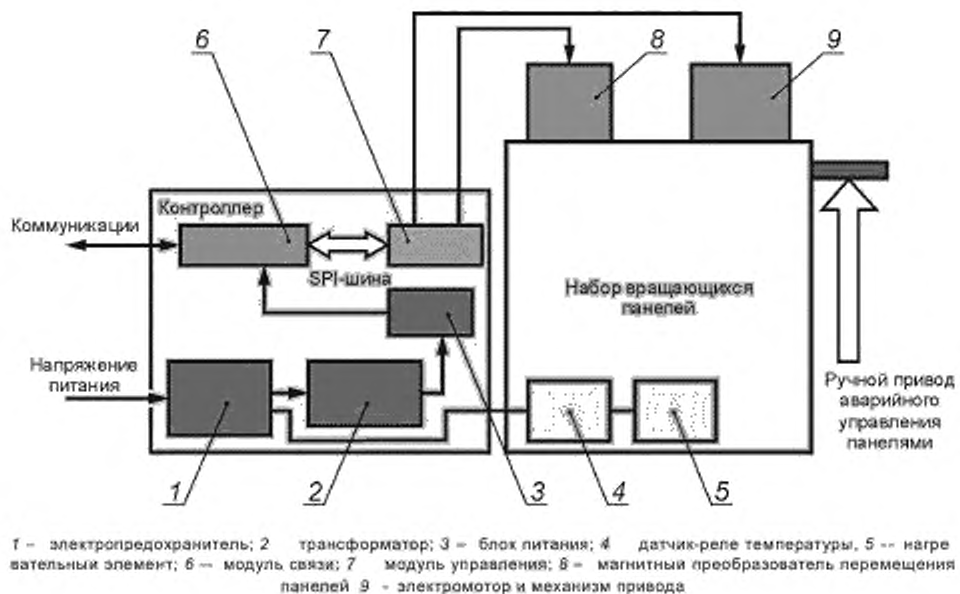 6
7
8
9
Контроллер
Коммуникации
SPI-шина
Набор вращающихся
панелей
Напряжение
питания
Ручной привод
аварийного
управления
панелями
1
2
3
4
5
1 – электропредохранитель; 2 трансформатор; 3 – блок питания; 4 датчик-реле температуры, 5 -- нагре
вательный элемент; 6 – модуль связи; 7 модуль управления; 8 – магнитный преобразователь перемещения
панелей 9 - электромотор и механизм привода